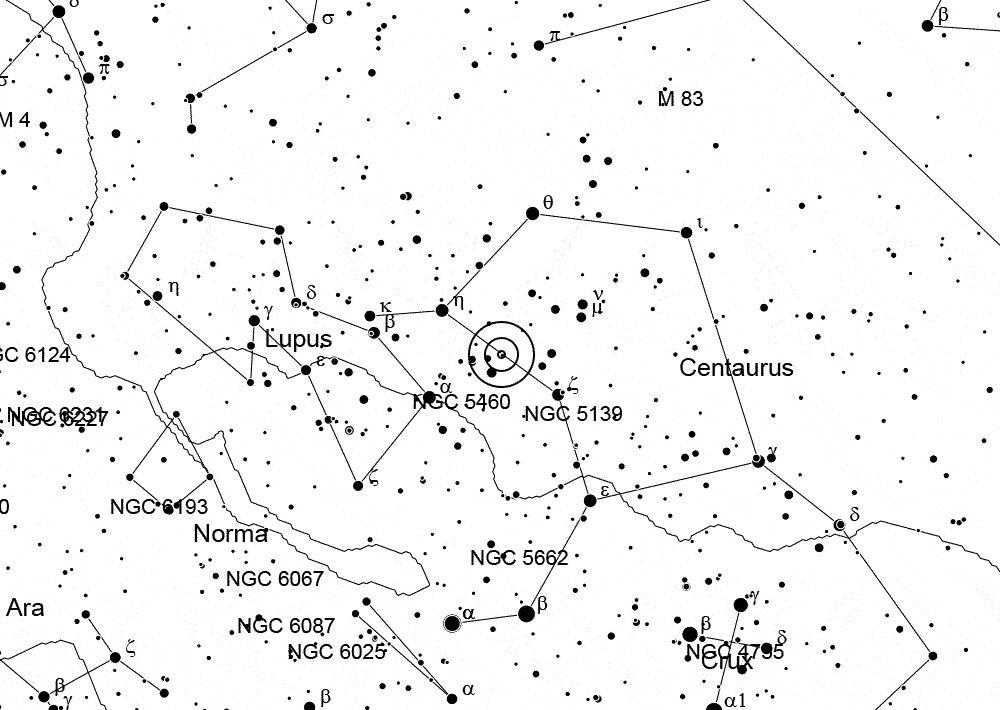 δ
σ
β
π
π
σ
M 83
M 4
θ
ι
η
δ
κ
η
ν
μ
γ
β
Lupus
NGC 6124
ε
Centaurus
α
ζ
NGC 5460
NGC 5139
NGC 6231
NGC 6227
γ
ζ
ε
NGC 6193
0
δ
Norma
NGC 5662
NGC 6067
γ
Ara
α
β
β
NGC 6087
δ
ζ
NGC 6025
NGC 4755
Crux
β
α
β
α1
γ